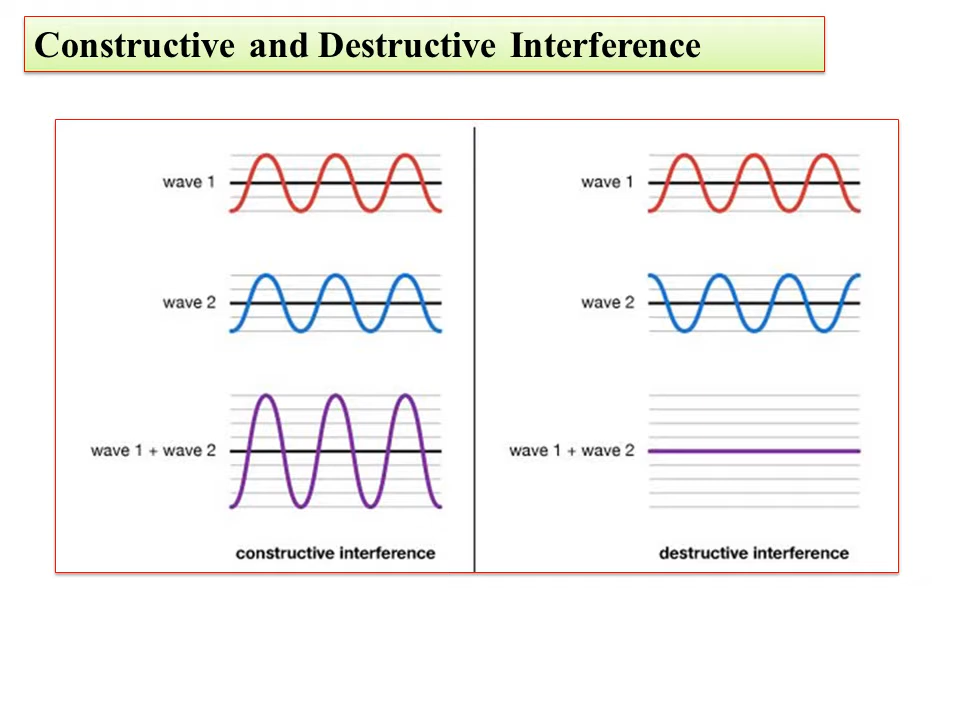 Constructive and Destructive Interference
wave 1
wave 2
wave 1 + wave 2
constructive interference
wave 1
wave 2
wave 1 + wave 2
destructive interference